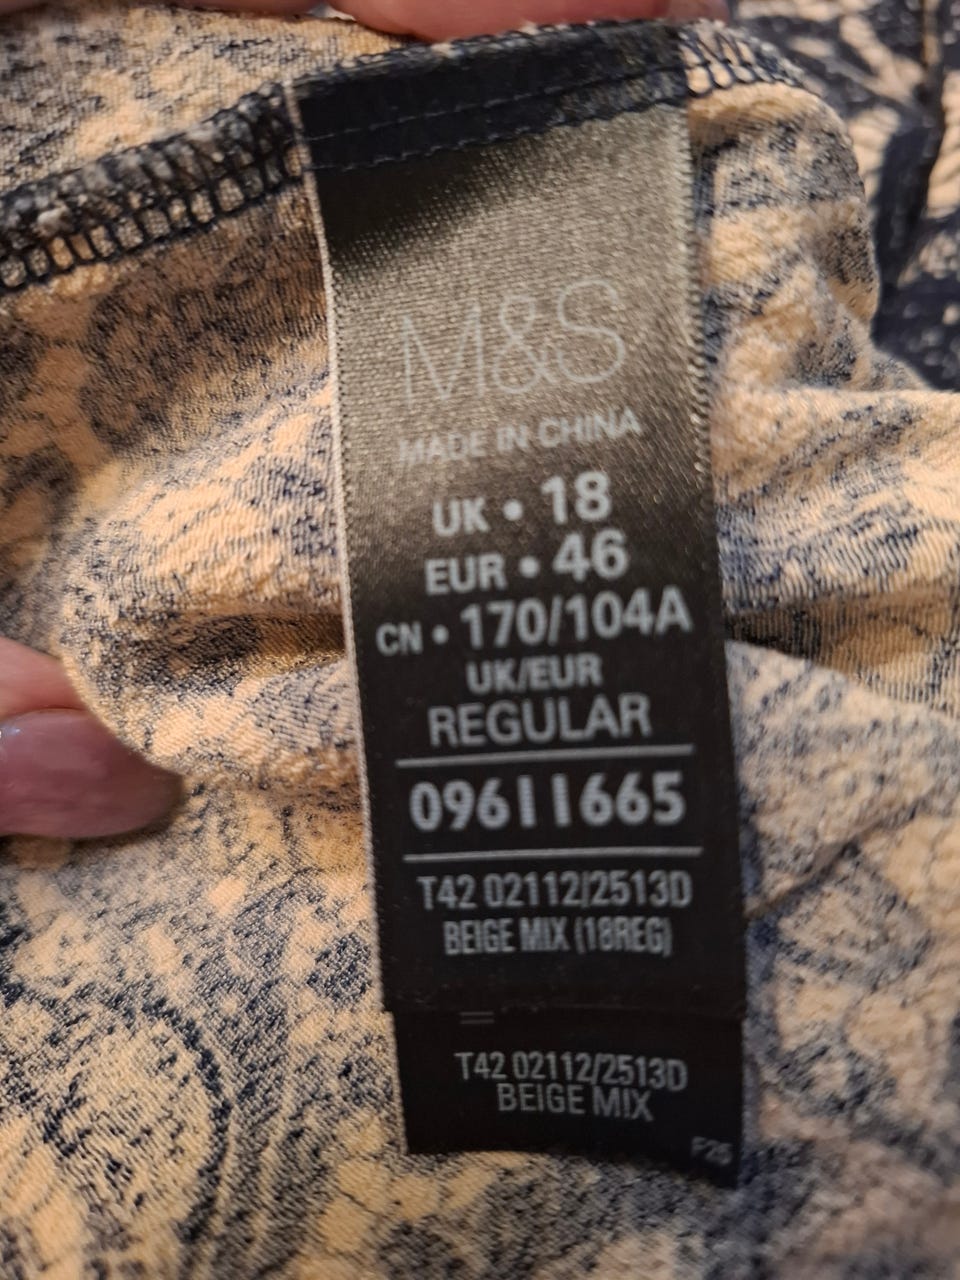 M&S
MADE IN CHINA
UK • 18
EUR • 46
CN • 170/104A
UK/EUR
REGULAR
09611665
T42 02112/2513D
BEIGE MIX (18REG)
T42 02112/2513D
BEIGE MIX
F25